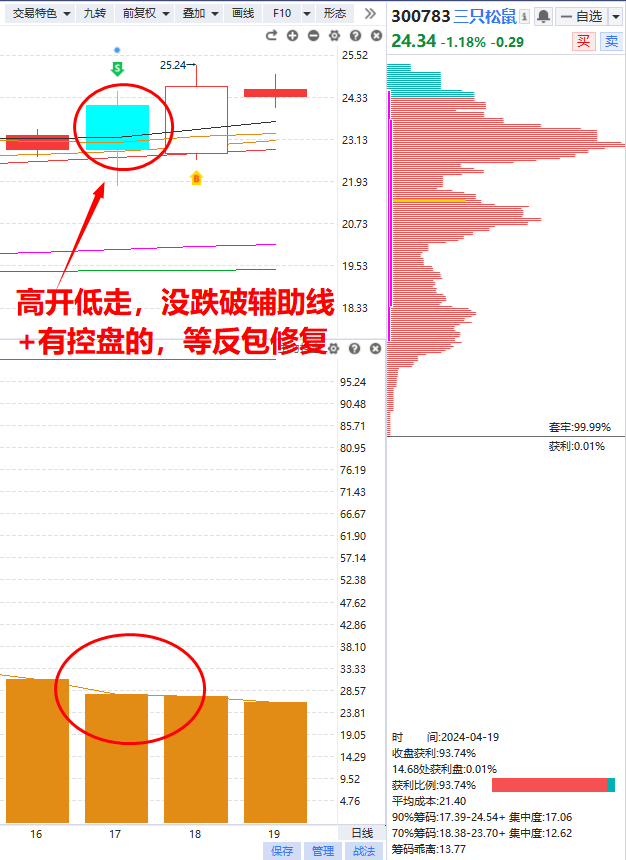 交易特色 九转 前复权 叠加 画线 F10 形态
300783 三只松鼠 自选
24.34 -1.18% -0.29 买 卖
25.52
25.24
$
24.33
23.13
B
21.93
20.73
19.53
高开低走，没跌破辅助线
18.33
+有控盘的，等反包修复
95.24
90.48
85.71
80.95
76.19
71.43
66.67
61.90
57.14
52.38
47.62
42.86
38.10
33.33
28.57
23.81
19.05
14.29
9.52
4.76
16 17 18 19 日线
保存 管理 战法
套牢:99.99%
获利:0.01%
时 间:2024-04-19
收盘获利:93.74%
14.68处获利盘:0.01%
获利比例:93.74%
平均成本:21.40
90%筹码:17.39-24.54+ 集中度:17.06
70%筹码:18.38-23.70+ 集中度:12.62
筹码乖离:13.77